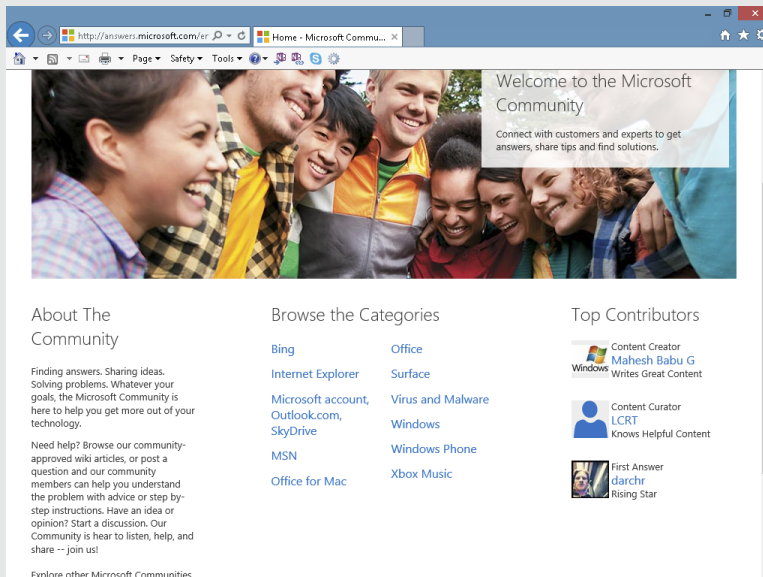 http://answers.microsoft.com/er
Home - Microsoft Commu...
Page
Safety
Tools
Welcome to the Microsoft
Community
Connect with customers and experts to get
answers, share tips and find solutions.
About The
Community
Finding answers. Sharing ideas.
Solving problems. Whatever your
goals, the Microsoft Community is
here to help you get more out of your
technology.
Need help? Browse our community-
approved wiki articles, or post a
question and our community
members can help you understand
the problem with advice or step by-
step instructions. Have an idea or
opinion? Start a discussion. Our
Community is hear to listen, help, and
share -- join us!
Explore other Microsoft Communities
Browse the Categories
Bing
Internet Explorer
Microsoft account,
Outlook.com,
SkyDrive
MSN
Office for Mac
Office
Surface
Virus and Malware
Windows
Windows Phone
Xbox Music
Top Contributors
Windows
Content Creator
Mahesh Babu G
Writes Great Content
Content Curator
LCRT
Knows Helpful Content
First Answer
darchr
Rising Star